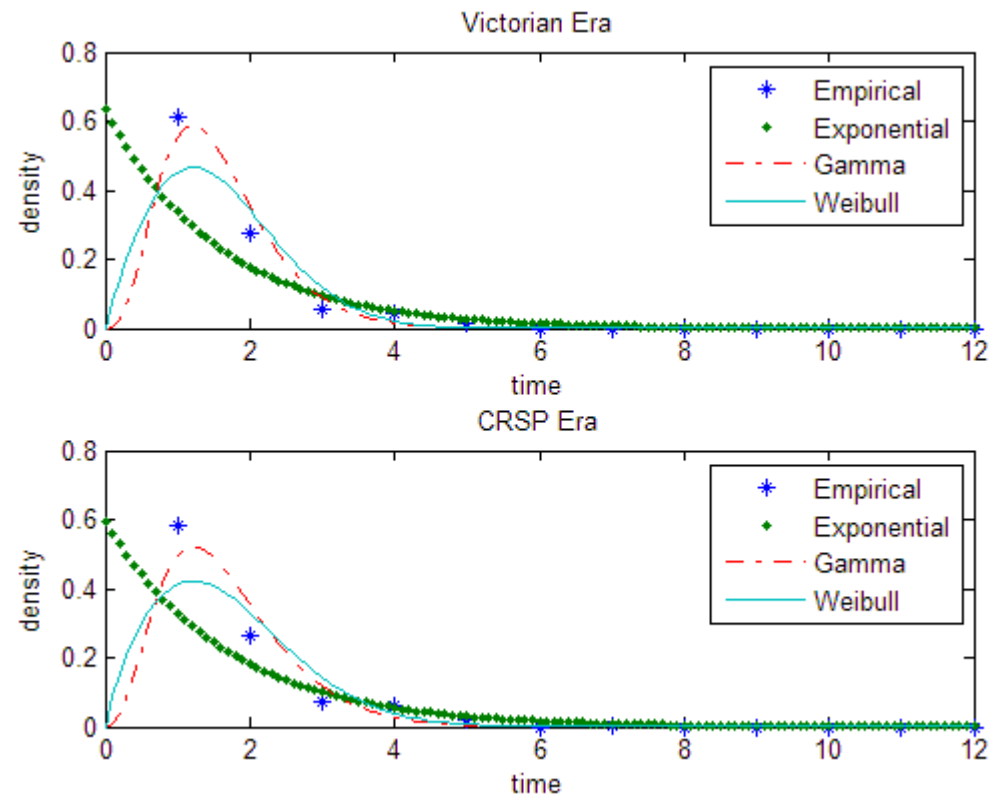 Victorian Era
0.8
0.6
0.4
0.2
0
density
Empirical
Exponential
Gamma
Weibull
0 2 4 6 8 10 12
time
CRSP Era
0.8
0.6
0.4
0.2
0
density
Empirical
Exponential
Gamma
Weibull
0 2 4 6 8 10 12
time